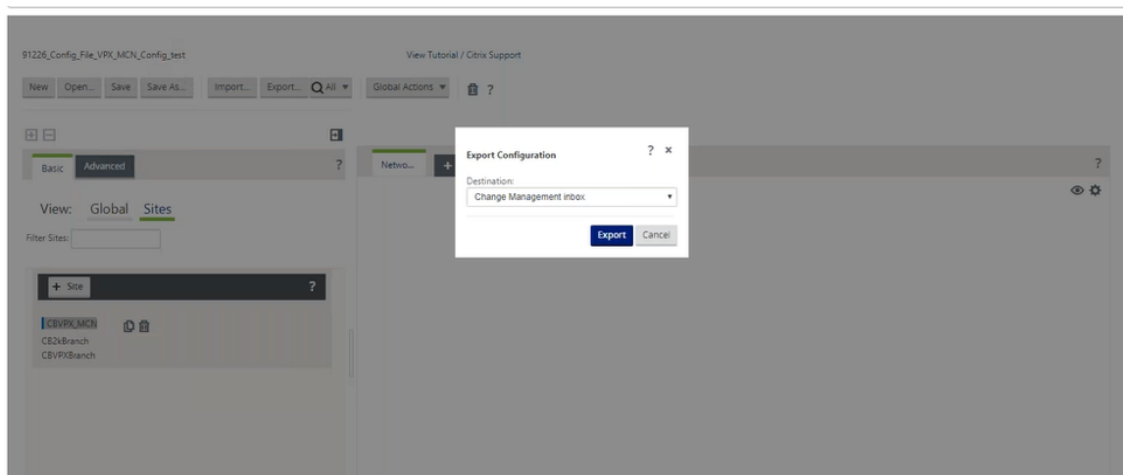 91226_Config_File_VPX_MCN_Config_test View Tutorial / Citrix Support
New Open... Save Save As... Import... Export... All ▼ Global Actions ▼ ?
Basic Advanced ?
View: Global Sites
Filter Sites:
+ Site ?
CBVPX_MCN
CB2kBranch
CBVPXBranch
Netwo... + ?
Export Configuration ? ×
Destination:
Change Management inbox ▼
Export Cancel